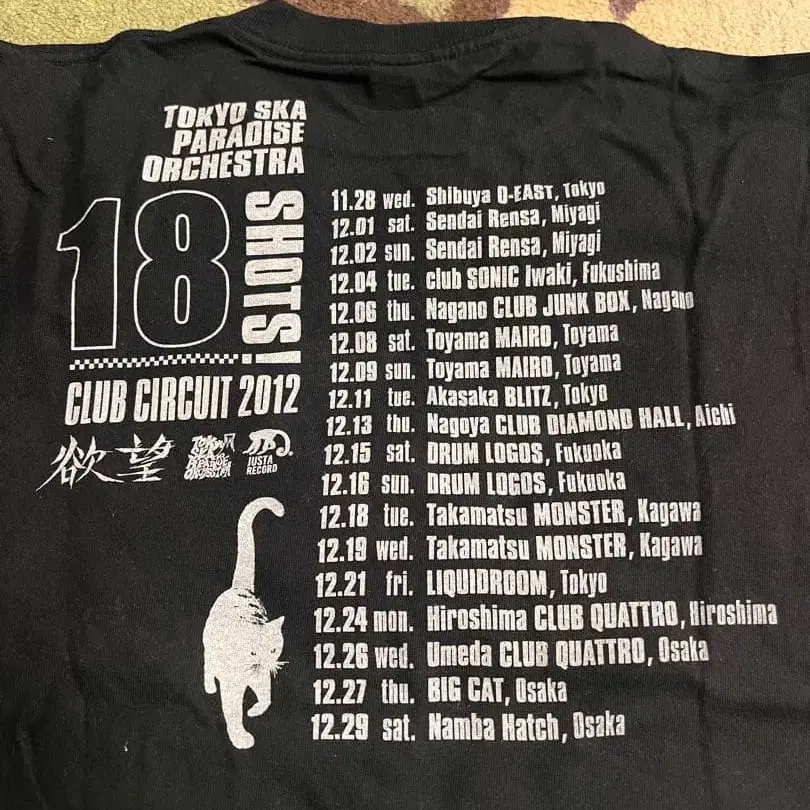 TOKYO SKA
PARADISE
ORCHESTRA
18
SHOTS!
CLUB CIRCUIT 2012
欲望
TOKYO
SKA
PARADISE
ORCHESTRA
JUSTA
RECORD
11.28 wed. Shibuya O-EAST, Tokyo
12.01 sat. Sendai Rensa, Miyagi
12.02 sun. Sendai Rensa, Miyagi
12.04 tue. club SONIC Iwaki, Fukushima
12.06 thu. Nagano CLUB JUNK BOX, Nagano
12.08 sat. Toyama MAIRO, Toyama
12.09 sun. Toyama MAIRO, Toyama
12.11 tue. Akasaka BLITZ, Tokyo
12.13 thu. Nagoya CLUB DIAMOND HALL, Aichi
12.15 sat. DRUM LOGOS, Fukuoka
12.16 sun. DRUM LOGOS, Fukuoka
12.18 tue. Takamatsu MONSTER, Kagawa
12.19 wed. Takamatsu MONSTER, Kagawa
12.21 fri. LIQUIDROOM, Tokyo
12.24 mon. Hiroshima CLUB QUATTRO, Hiroshima
12.26 wed. Umeda CLUB QUATTRO, Osaka
12.27 thu. BIG CAT, Osaka
12.29 sat. Namba Hatch, Osaka